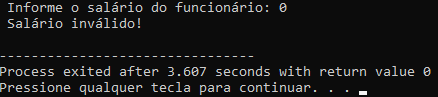 Informe o salário do funcionário: 0
Salário inválido!
--------------------------------
Process exited after 3.607 seconds with return value 0
Pressione qualquer tecla para continuar. . .